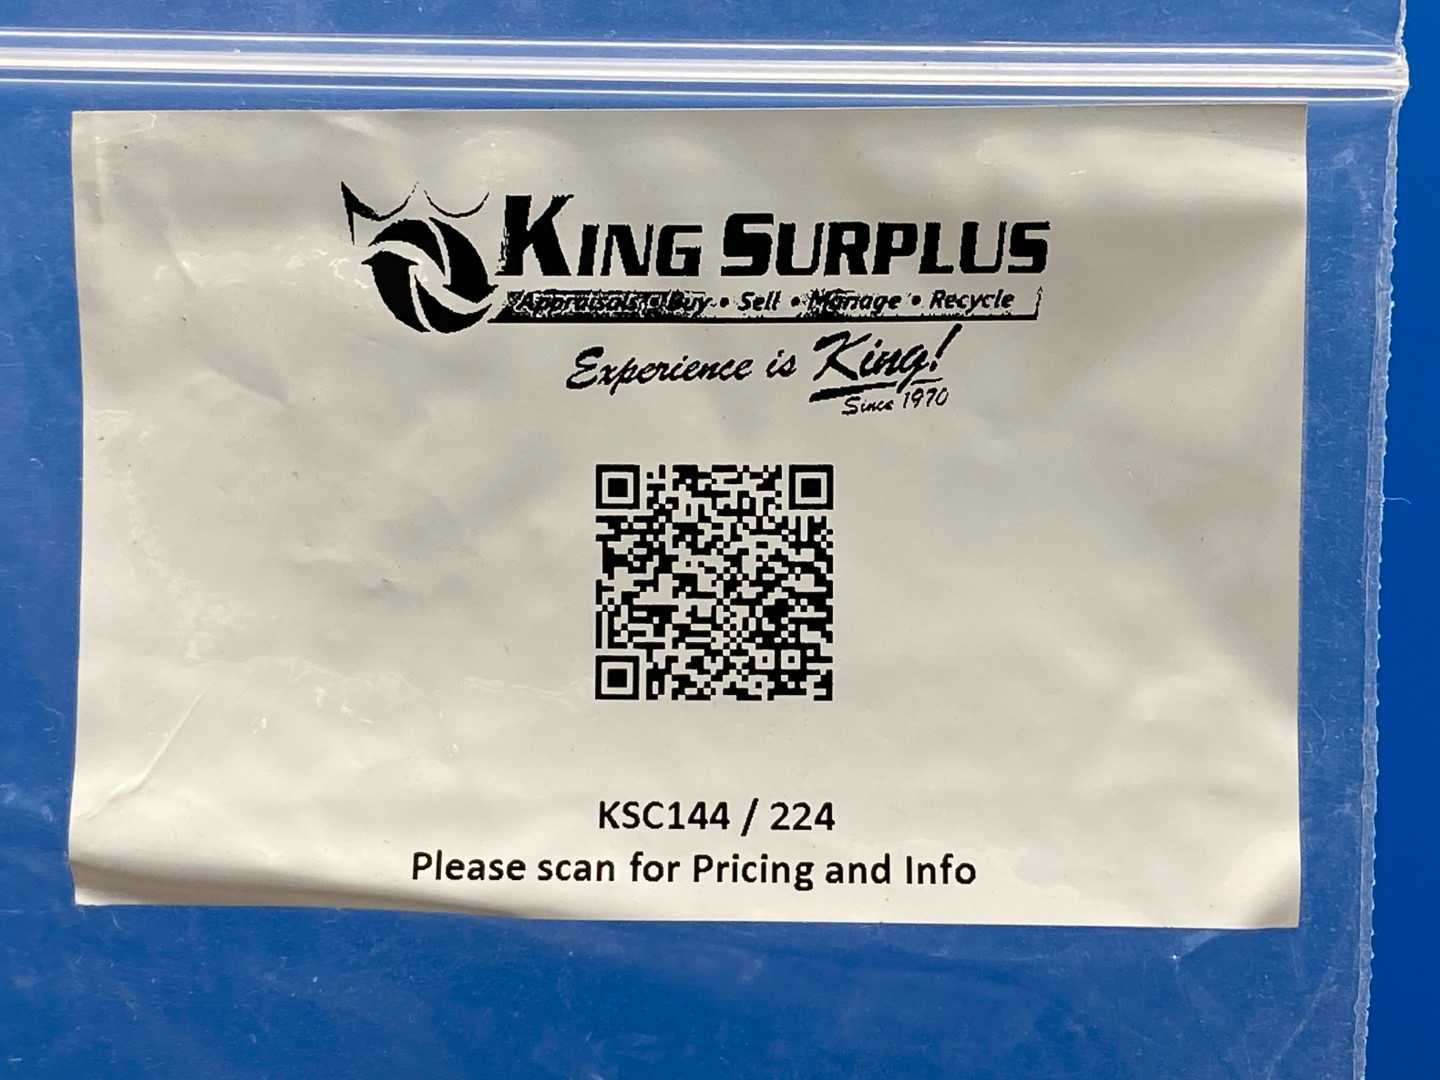 KING SURPLUS
Appraisals • Buy • Sell • Manage • Recycle
Experience is King!
Since 1970
KSC144 / 224
Please scan for Pricing and Info